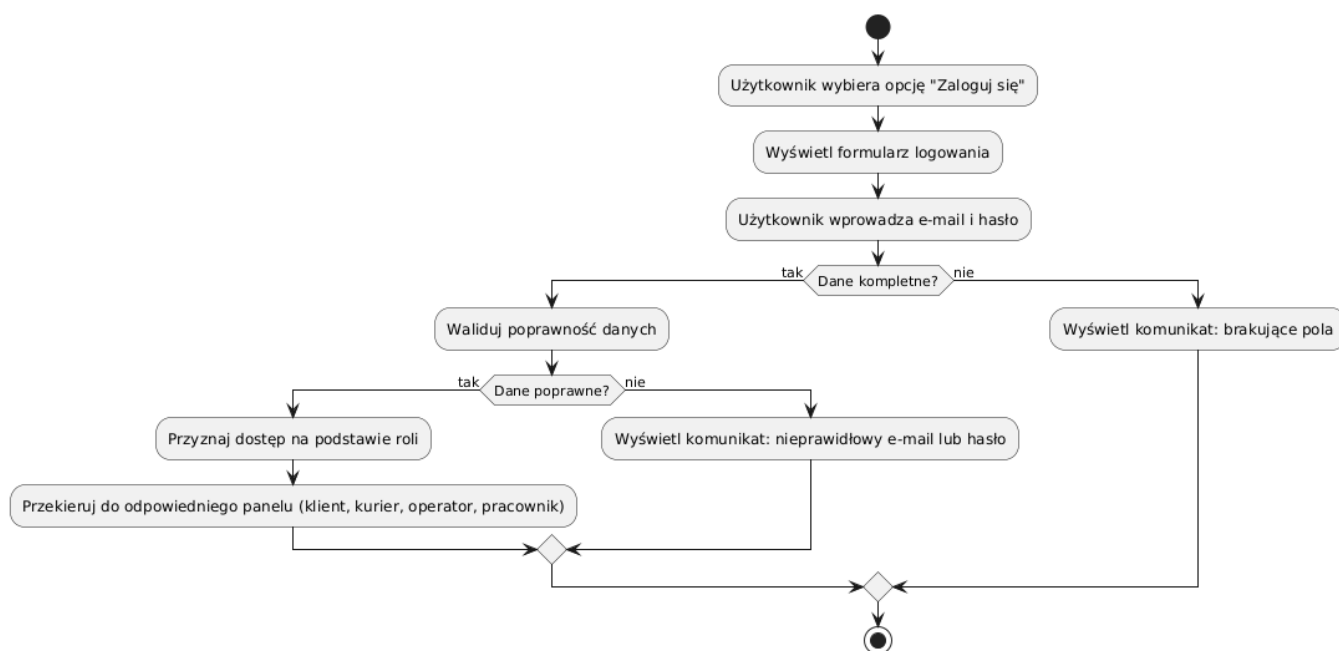 Użytkownik wybiera opcję "Zaloguj się"
Wyświetl formularz logowania
Użytkownik wprowadza e-mail i hasło
tak
Dane kompletne?
nie
Waliduj poprawność danych
Wyświetl komunikat: brakujące pola
tak
Dane poprawne?
nie
Przyznaj dostęp na podstawie roli
Wyświetl komunikat: nieprawidłowy e-mail lub hasło
Przekieruj do odpowiedniego panelu (klient, kurier, operator, pracownik)